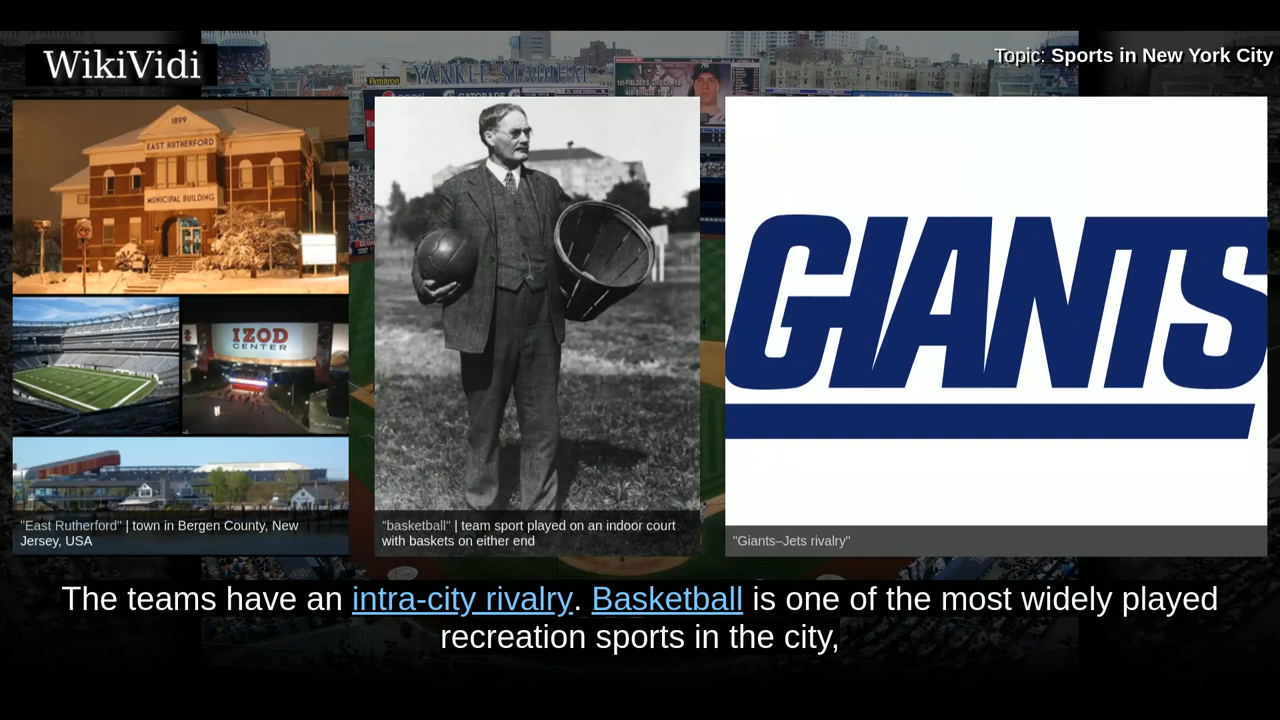 WikiVidi
Topic: Sports in New York City
YANKEE STADIUM
Armitron
GATORADE
1899
EAST RUTHERFORD
MUNICIPAL BUILDING
IZOD
CENTER
GIANTS
"East Rutherford" | town in Bergen County, New
Jersey, USA
"basketball" | team sport played on an indoor court
with baskets on either end
"Giants–Jets rivalry"
The teams have an intra-city rivalry. Basketball is one of the most widely played
recreation sports in the city,